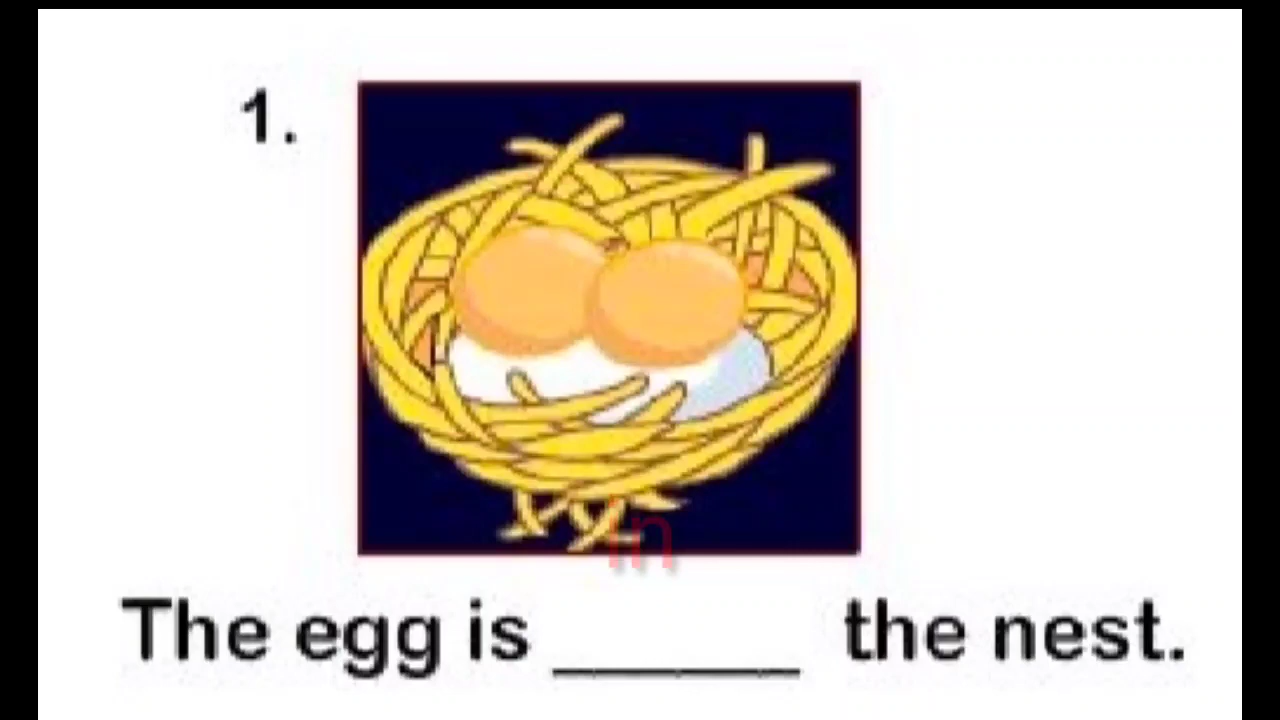 1.
In
The egg is ______ the nest.